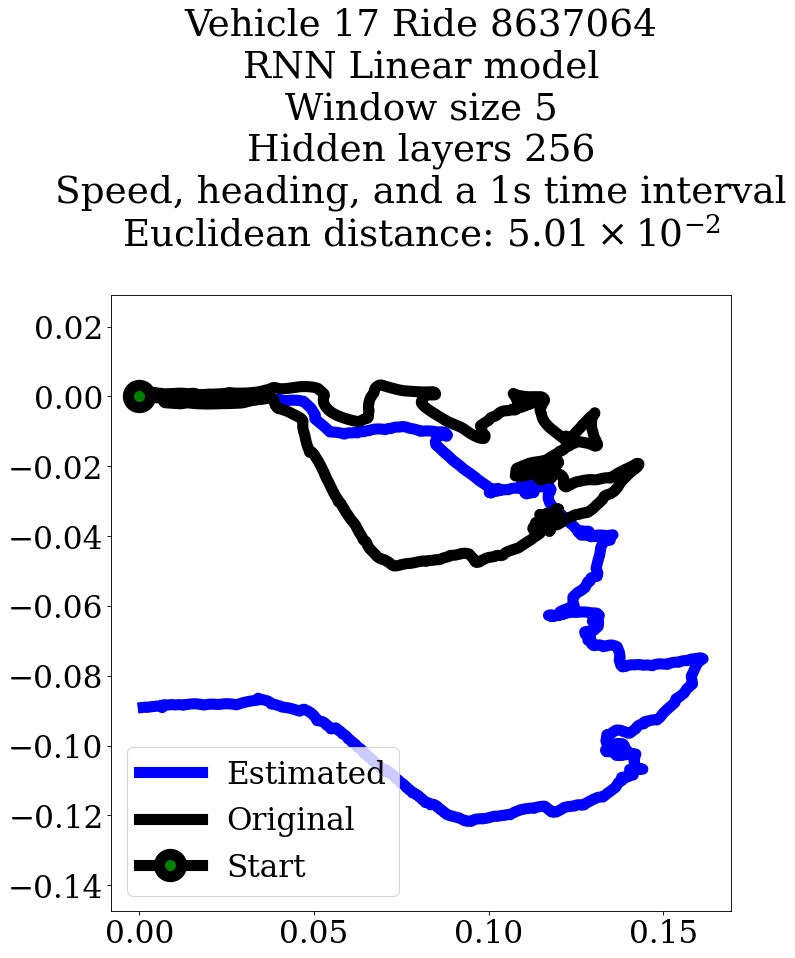 Vehicle 17 Ride 8637064
RNN Linear model
Window size 5
Hidden layers 256
Speed, heading, and a 1s time interval
Euclidean distance: 5.01 × 10⁻²
0.02
0.00
−0.02
−0.04
−0.06
−0.08
−0.10
−0.12
−0.14
Estimated
Original
Start
0.00 0.05 0.10 0.15